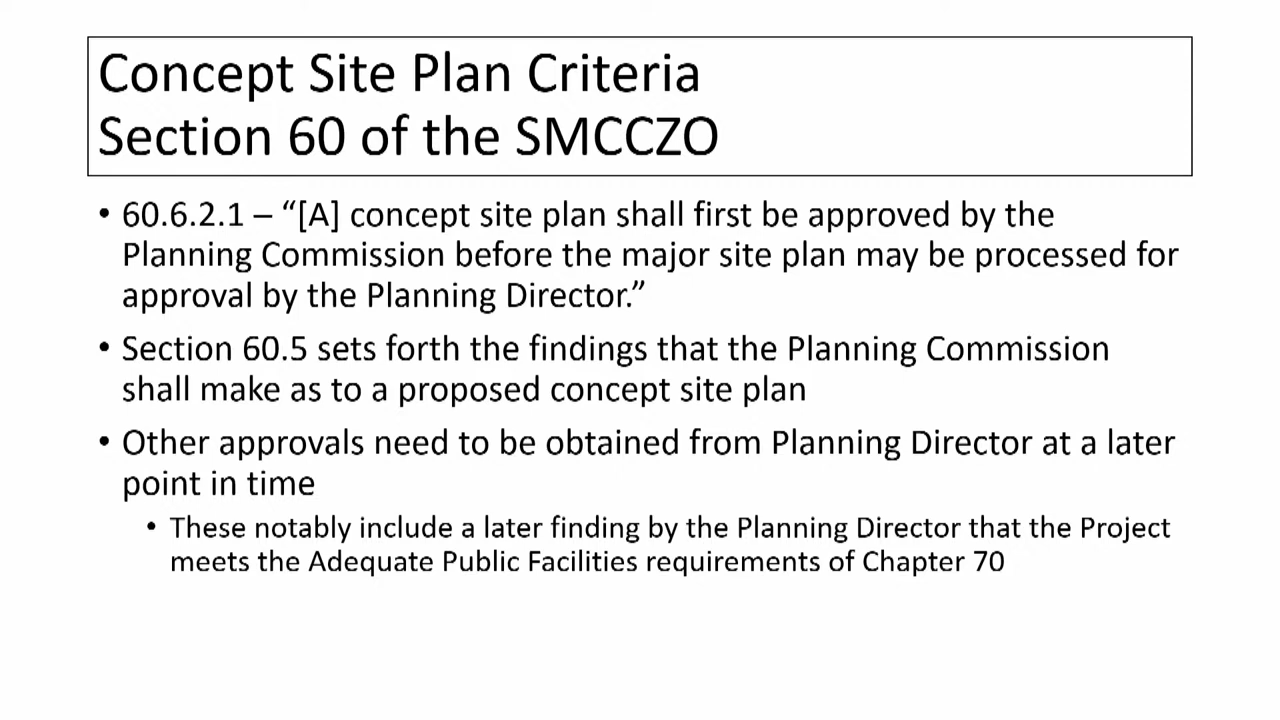 Concept Site Plan Criteria
Section 60 of the SMCCZO
• 60.6.2.1 – “[A] concept site plan shall first be approved by the
Planning Commission before the major site plan may be processed for
approval by the Planning Director.”
• Section 60.5 sets forth the findings that the Planning Commission
shall make as to a proposed concept site plan
• Other approvals need to be obtained from Planning Director at a later
point in time
• These notably include a later finding by the Planning Director that the Project
meets the Adequate Public Facilities requirements of Chapter 70